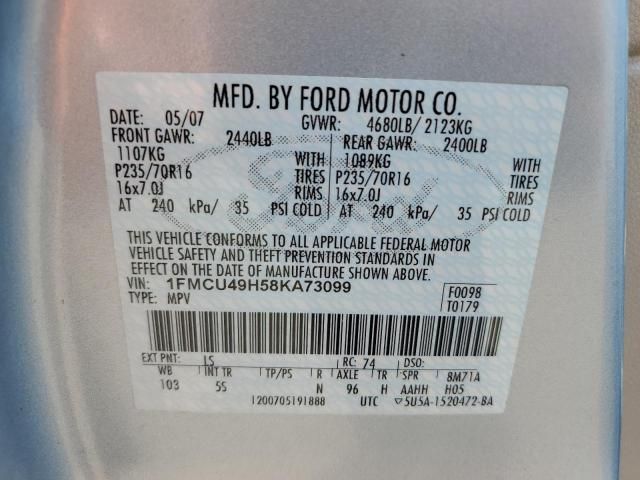 MFD. BY FORD MOTOR CO.
DATE: 05/07 GVWR: 4680LB/ 2123KG
FRONT GAWR: 2440LB REAR GAWR: 2400LB
1107KG WITH 1089KG WITH
P235/70R16 TIRES P235/70R16 TIRES
16x7.0J RIMS 16x7.0J RIMS
AT 240 kPa/ 35 PSI COLD AT 240 kPa/ 35 PSI COLD
THIS VEHICLE CONFORMS TO ALL APPLICABLE FEDERAL MOTOR
VEHICLE SAFETY AND THEFT PREVENTION STANDARDS IN
EFFECT ON THE DATE OF MANUFACTURE SHOWN ABOVE.
VIN: 1FMCU49H58KA73099 F0098
TYPE: MPV T0179
EXT PNT: LS RC: 74 DSO:
WB INT TR TP/PS R AXLE TR SPR 8M71A
103 5S N 96 H AAHH H05
1200705191888 UTC ▽5U5A-1520472-BA